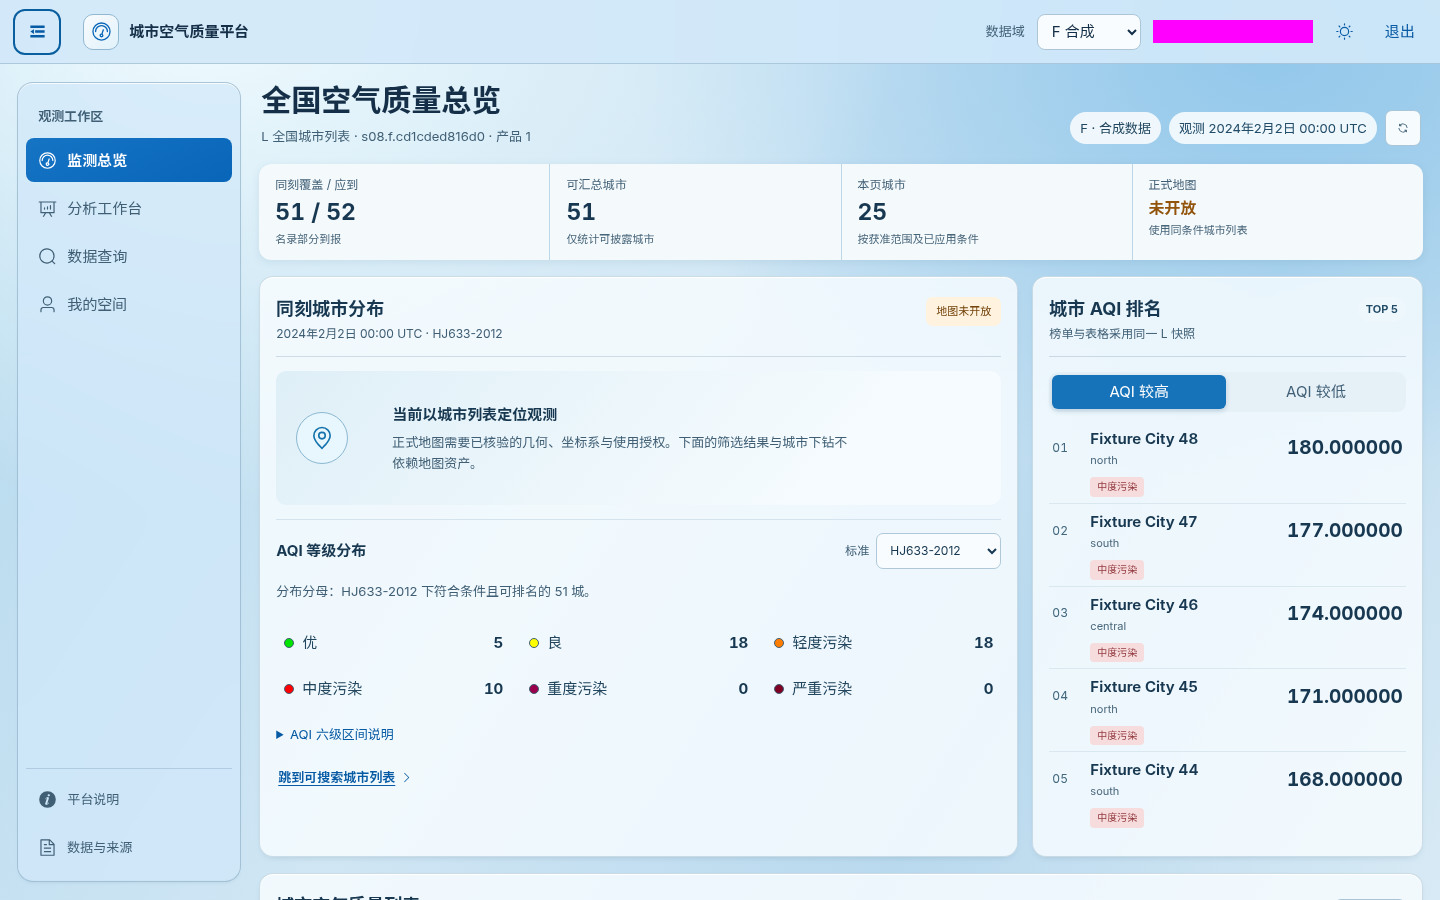 城市空气质量平台
数据域
F 合成
退出
观测工作区
监测总览
分析工作台
数据查询
我的空间
平台说明
数据与来源
全国空气质量总览
L 全国城市列表 · s08.f.cd1cded816d0 · 产品 1
F · 合成数据
观测 2024年2月2日 00:00 UTC
同刻覆盖 / 应到
51 / 52
名录部分到报
可汇总城市
51
仅统计可披露城市
本页城市
25
按获准范围及已应用条件
正式地图
未开放
使用同条件城市列表
同刻城市分布
2024年2月2日 00:00 UTC · HJ633-2012
地图未开放
当前以城市列表定位观测
正式地图需要已核验的几何、坐标系与使用授权。下面的筛选结果与城市下钻不
依赖地图资产。
AQI 等级分布
标准
HJ633-2012
分布分母：HJ633-2012 下符合条件且可排名的 51 城。
优 5
良 18
轻度污染 18
中度污染 10
重度污染 0
严重污染 0
AQI 六级区间说明
跳到可搜索城市列表
城市 AQI 排名
TOP 5
榜单与表格采用同一 L 快照
AQI 较高
AQI 较低
01 Fixture City 48 180.000000
north
中度污染
02 Fixture City 47 177.000000
south
中度污染
03 Fixture City 46 174.000000
central
中度污染
04 Fixture City 45 171.000000
north
中度污染
05 Fixture City 44 168.000000
south
中度污染